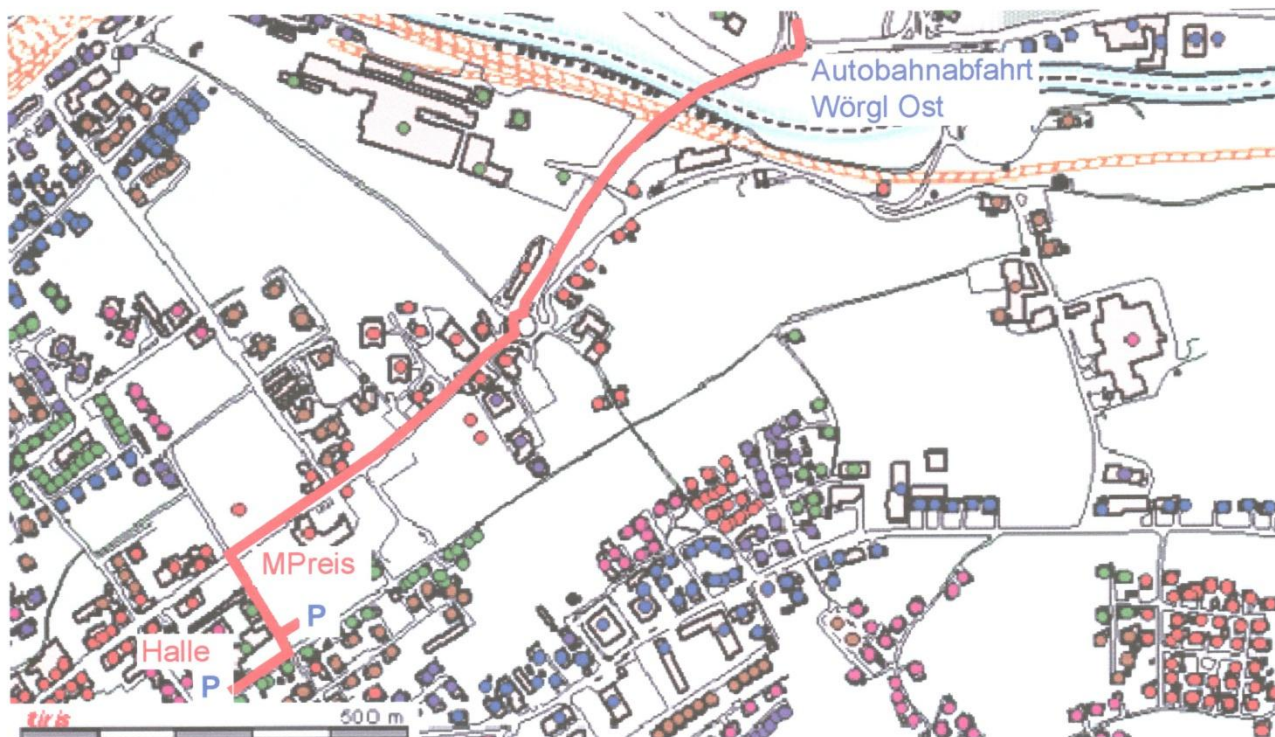 Autobahnabfahrt
Wörgl Ost
MPreis
P
Halle
P
tiris
500 m